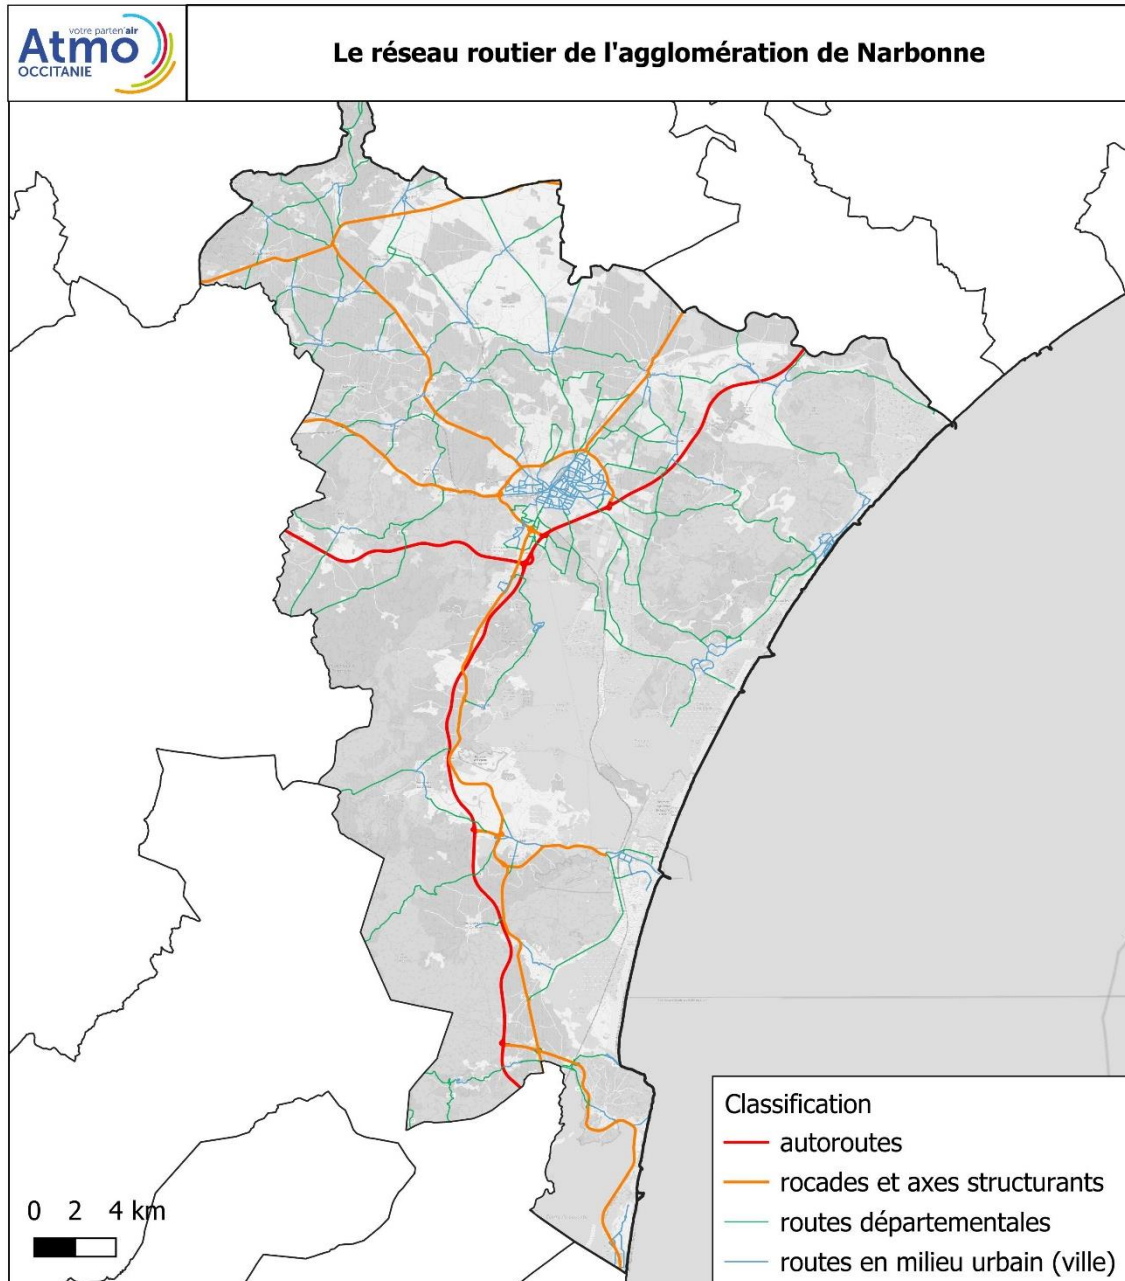 votre parten'air
Atmo
OCCITANIE
Le réseau routier de l'agglomération de Narbonne
Classification
autoroutes
rocades et axes structurants
routes départementales
routes en milieu urbain (ville)
0 2 4 km